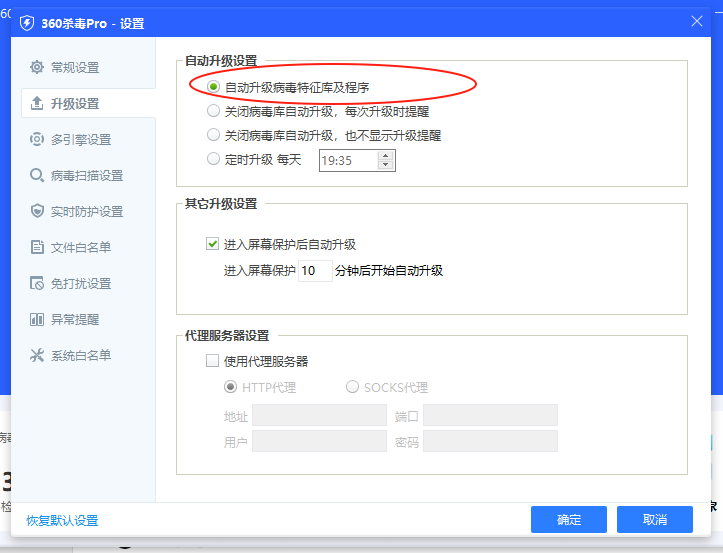 360杀毒Pro - 设置
常规设置
升级设置
多引擎设置
病毒扫描设置
实时防护设置
文件白名单
免打扰设置
异常提醒
系统白名单
自动升级设置
自动升级病毒特征库及程序
关闭病毒库自动升级，每次升级时提醒
关闭病毒库自动升级，也不显示升级提醒
定时升级 每天 19:35
其它升级设置
进入屏幕保护后自动升级
进入屏幕保护 10 分钟后开始自动升级
代理服务器设置
使用代理服务器
HTTP代理 SOCKS代理
地址 端口
用户 密码
恢复默认设置 确定 取消